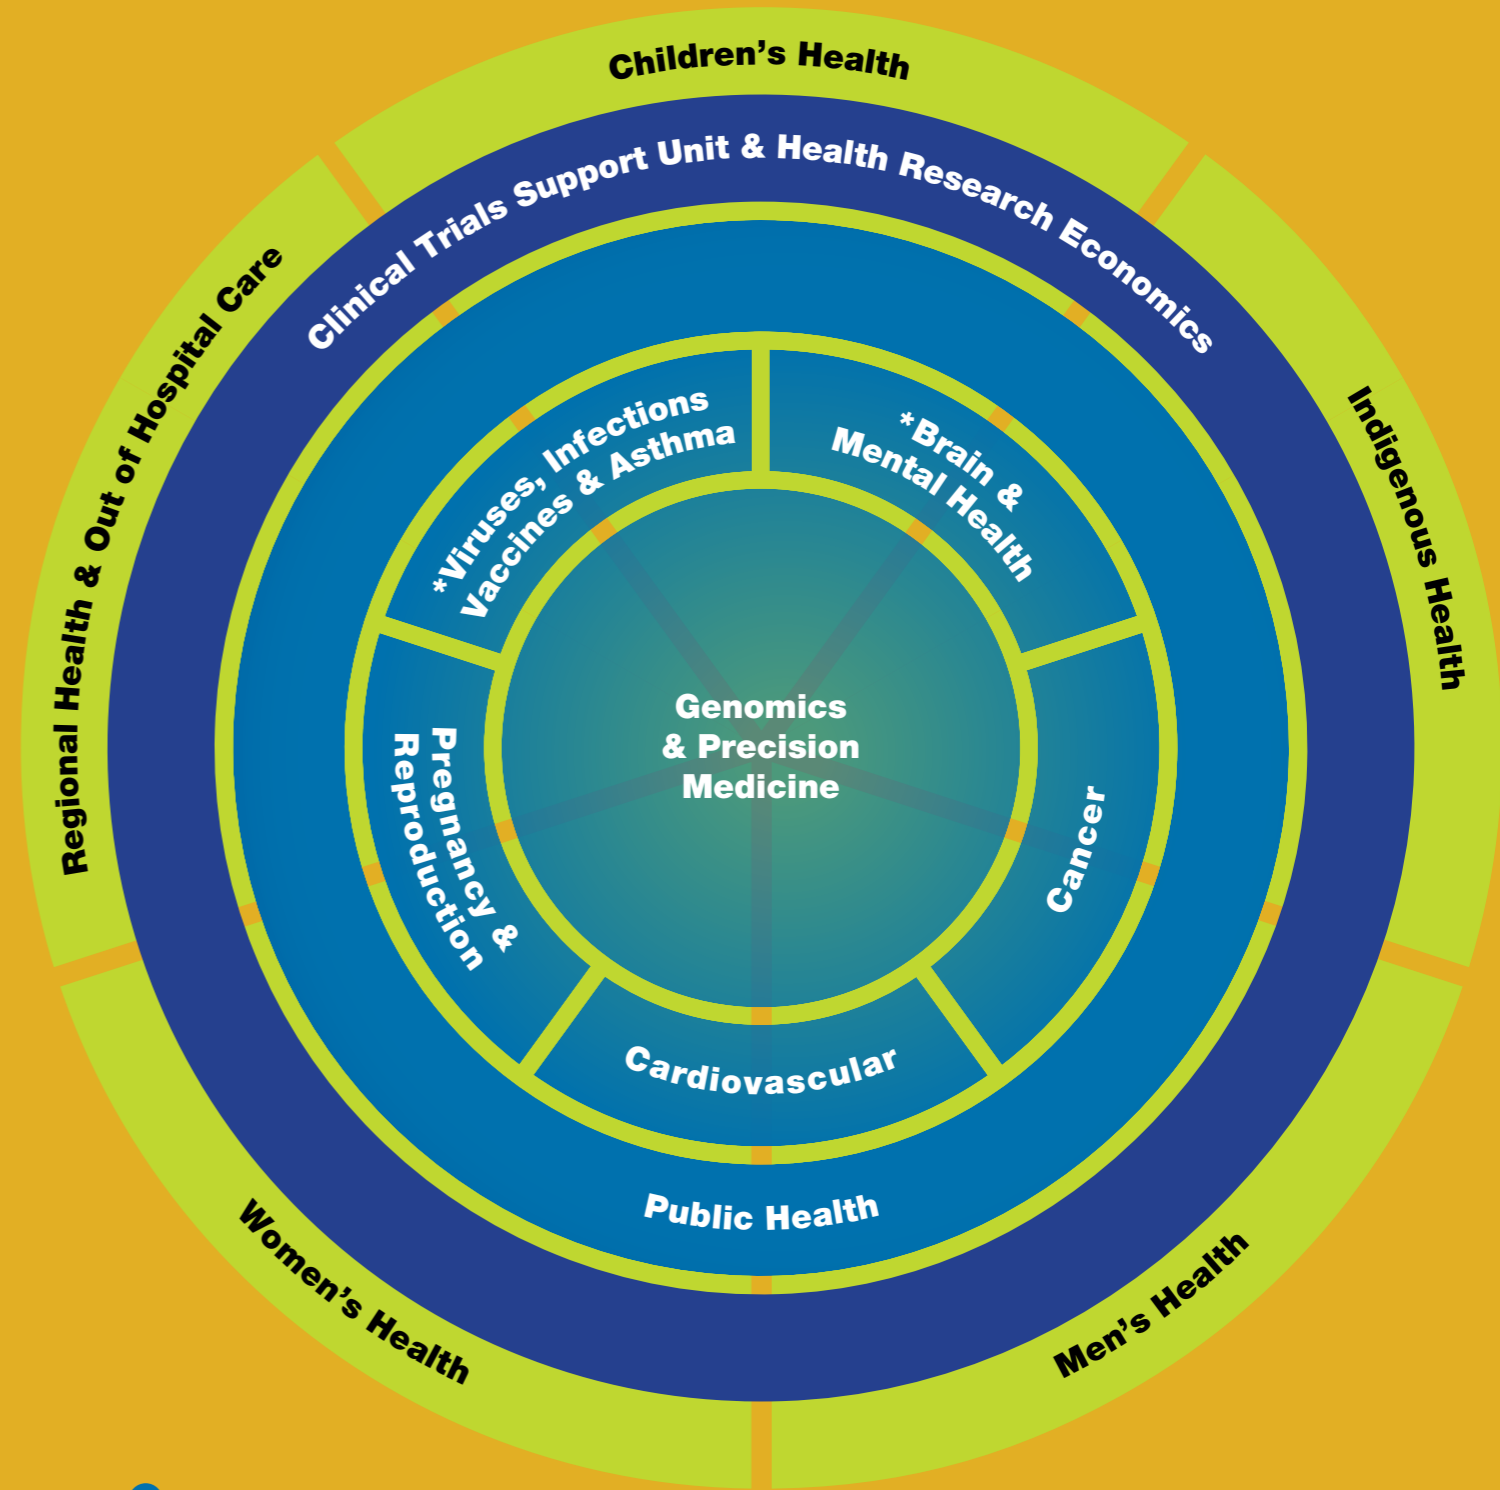 Children’s Health
Clinical Trials Support Unit & Health Research Economics
Regional Health & Out of Hospital Care
Indigenous Health
*Viruses, Infections
Vaccines & Asthma
*Brain &
Mental Health
Genomics
& Precision
Medicine
Pregnancy &
Reproduction
Cancer
Cardiovascular
Public Health
Women’s Health
Men’s Health